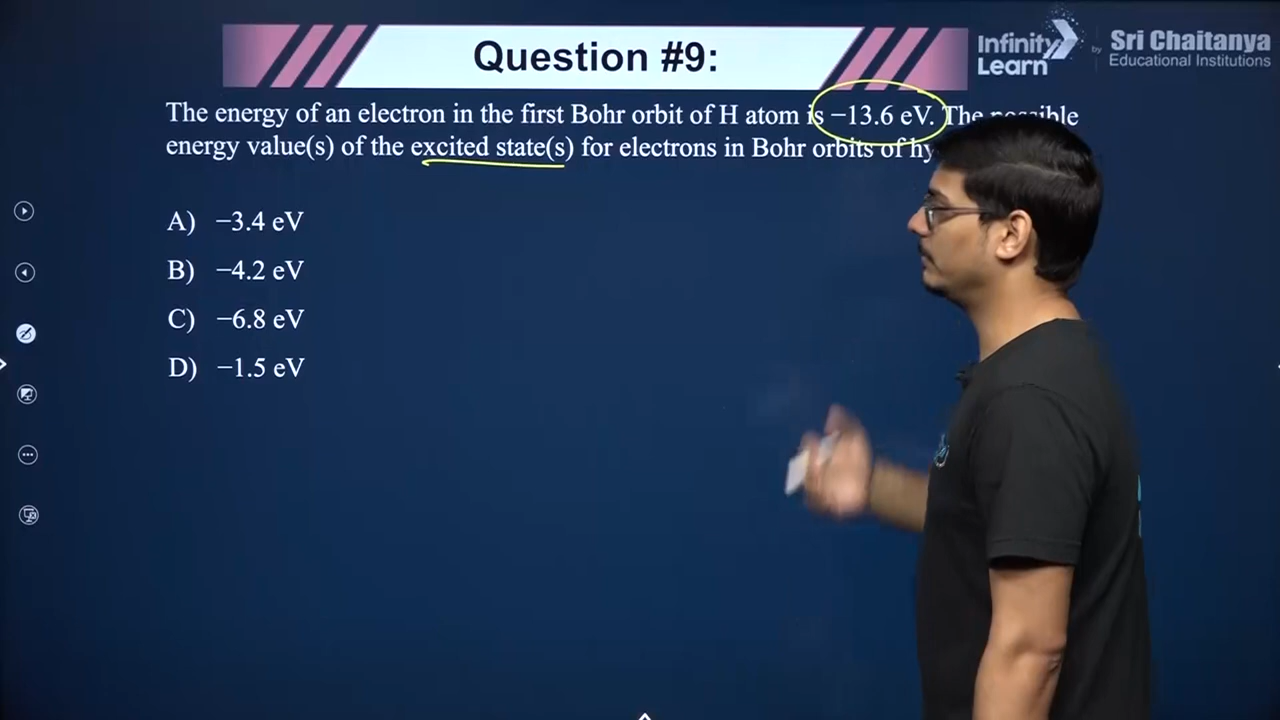 Question #9:
Infinity Learn
by
Sri Chaitanya
Educational Institutions
The energy of an electron in the first Bohr orbit of H atom is −13.6 eV. The possible
energy value(s) of the excited state(s) for electrons in Bohr orbits of
A) −3.4 eV
B) −4.2 eV
C) −6.8 eV
D) −1.5 eV